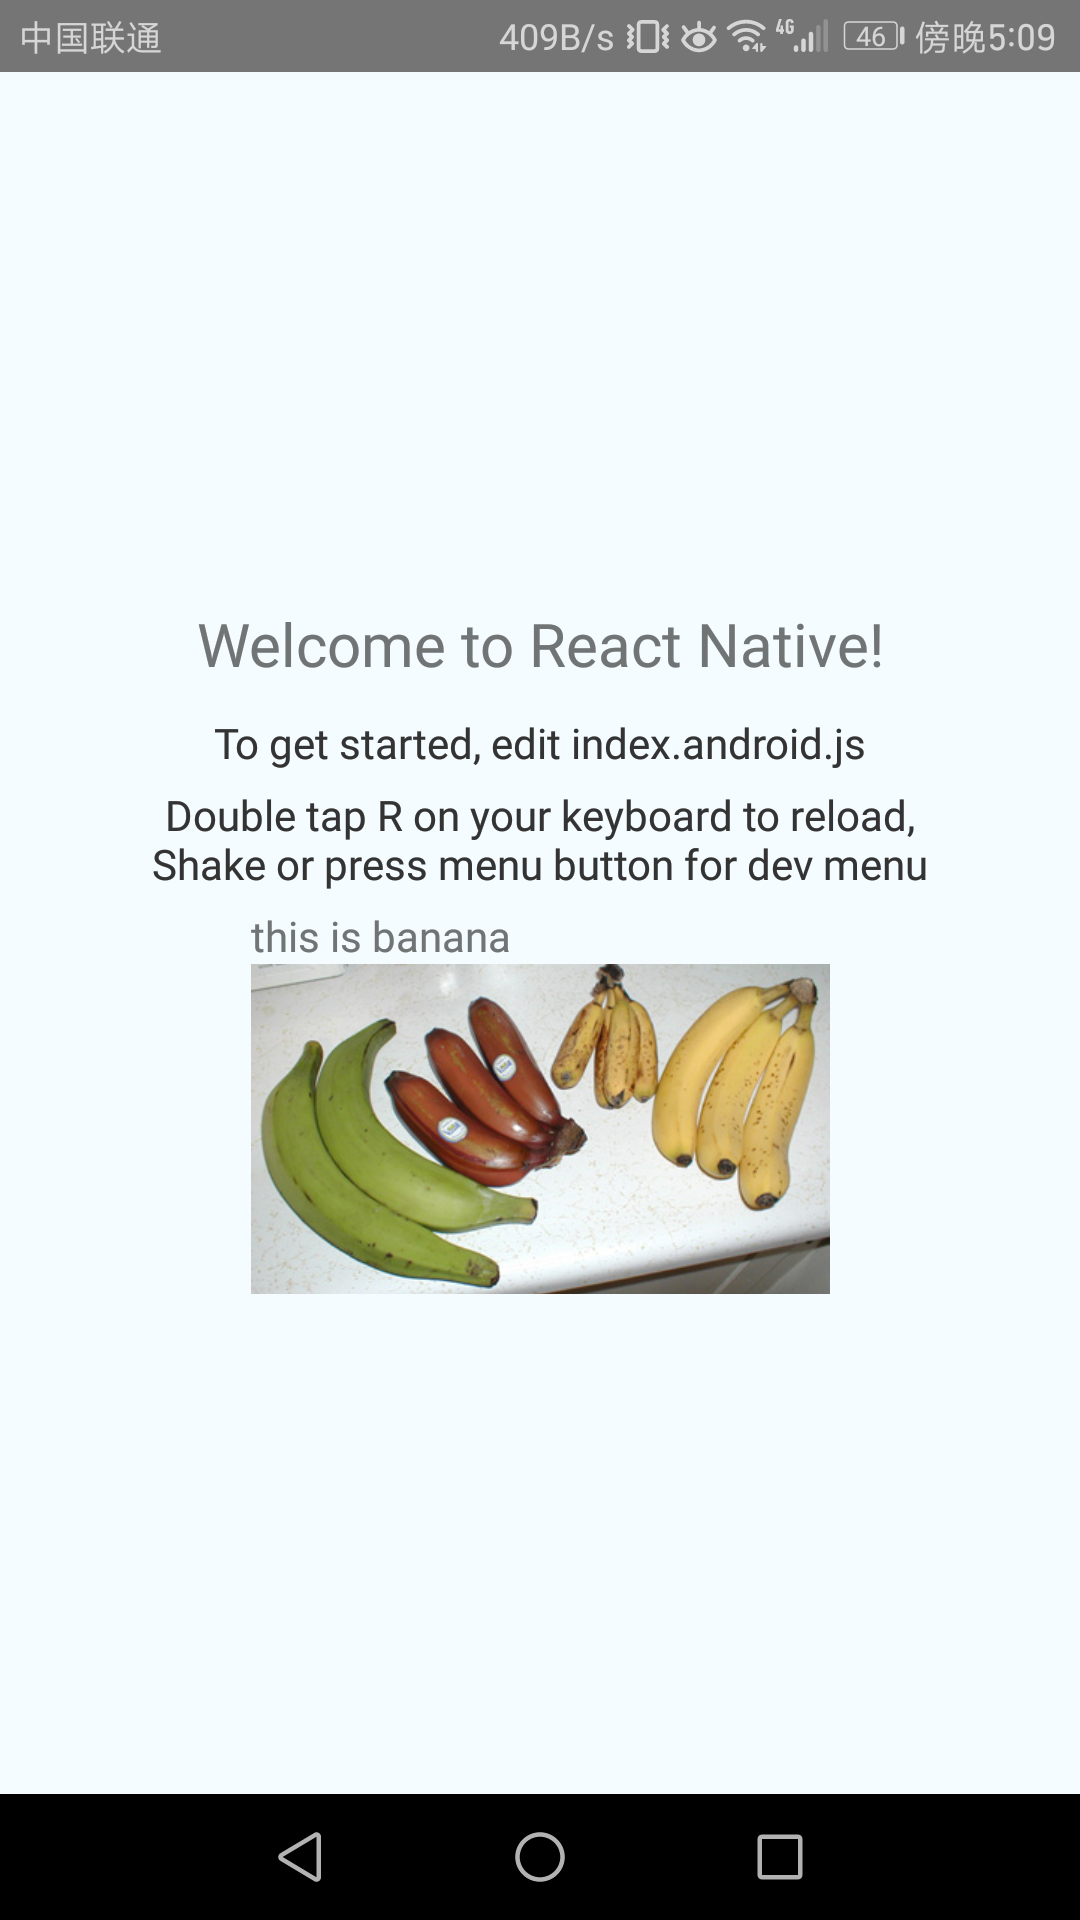 中国联通 409B/s 4G 46 傍晚5:09
Welcome to React Native!
To get started, edit index.android.js
Double tap R on your keyboard to reload,
Shake or press menu button for dev menu
this is banana